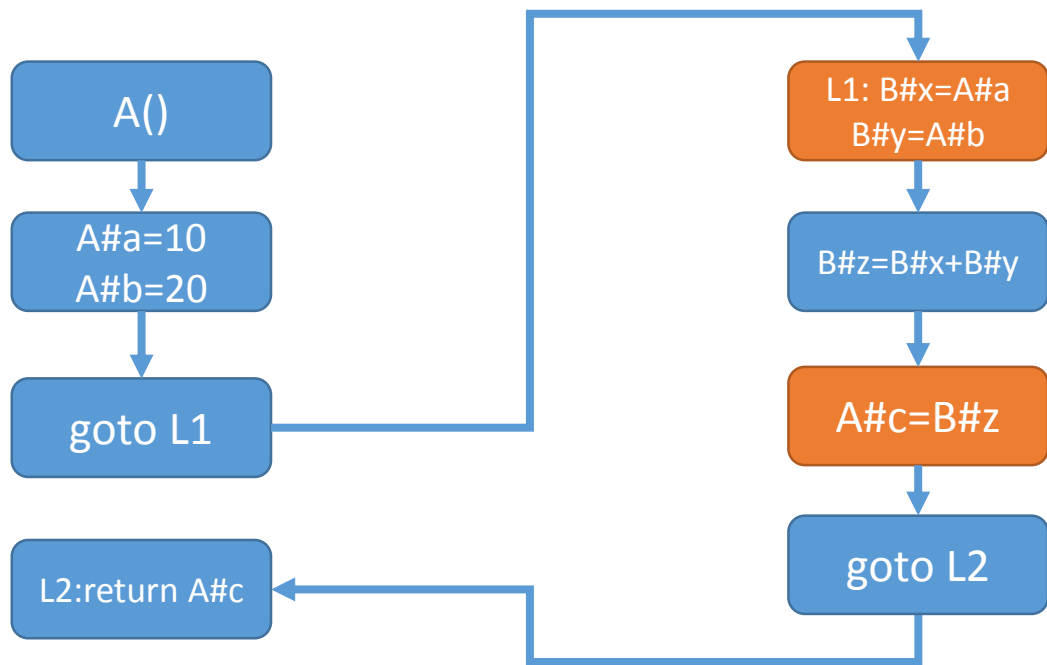 A()
A#a=10
A#b=20
goto L1
L1: B#x=A#a
B#y=A#b
B#z=B#x+B#y
A#c=B#z
goto L2
L2:return A#c